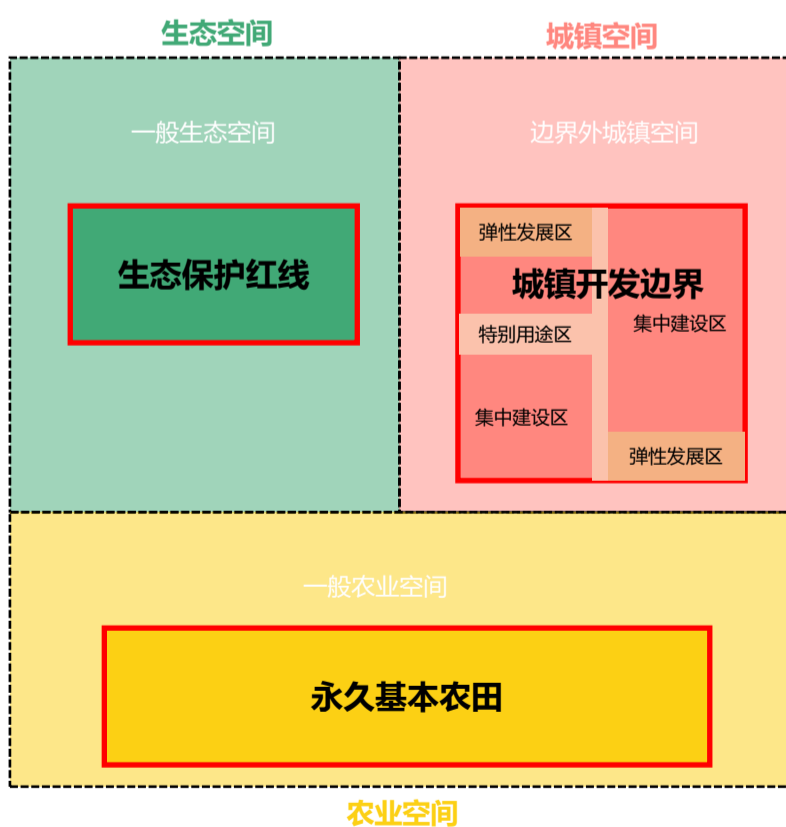 生态空间
城镇空间
一般生态空间
边界外城镇空间
生态保护红线
弹性发展区
城镇开发边界
集中建设区
特别用途区
集中建设区
弹性发展区
一般农业空间
永久基本农田
农业空间